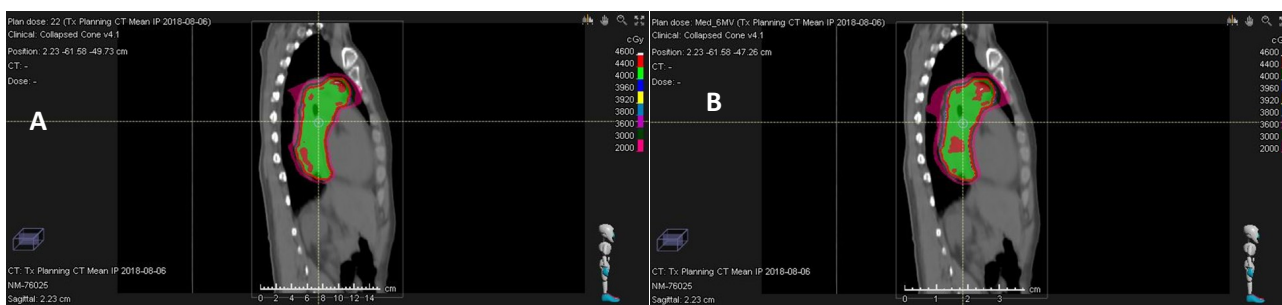 Plan dose: 22 (Tx Planning CT Mean IP 2018-08-06)
Clinical: Collapsed Cone v4.1
Position: 2.23 -61.58 -49.73 cm
CT: -
Dose: -
cGy
4600
4400
4000
3960
3920
3800
3600
3000
2000
A
CT: Tx Planning CT Mean IP 2018-08-06
NM-76025
Sagittal: 2.23 cm
0 2 4 6 8 10 12 14 cm
Plan dose: Med_6MV (Tx Planning CT Mean IP 2018-08-06)
Clinical: Collapsed Cone v4.1
Position: 2.23 -61.58 -47.26 cm
CT: -
Dose: -
cGy
4600
4400
4000
3960
3920
3800
3600
3000
2000
B
CT: Tx Planning CT Mean IP 2018-08-06
NM-76025
Sagittal: 2.23 cm
0 1 2 3 cm